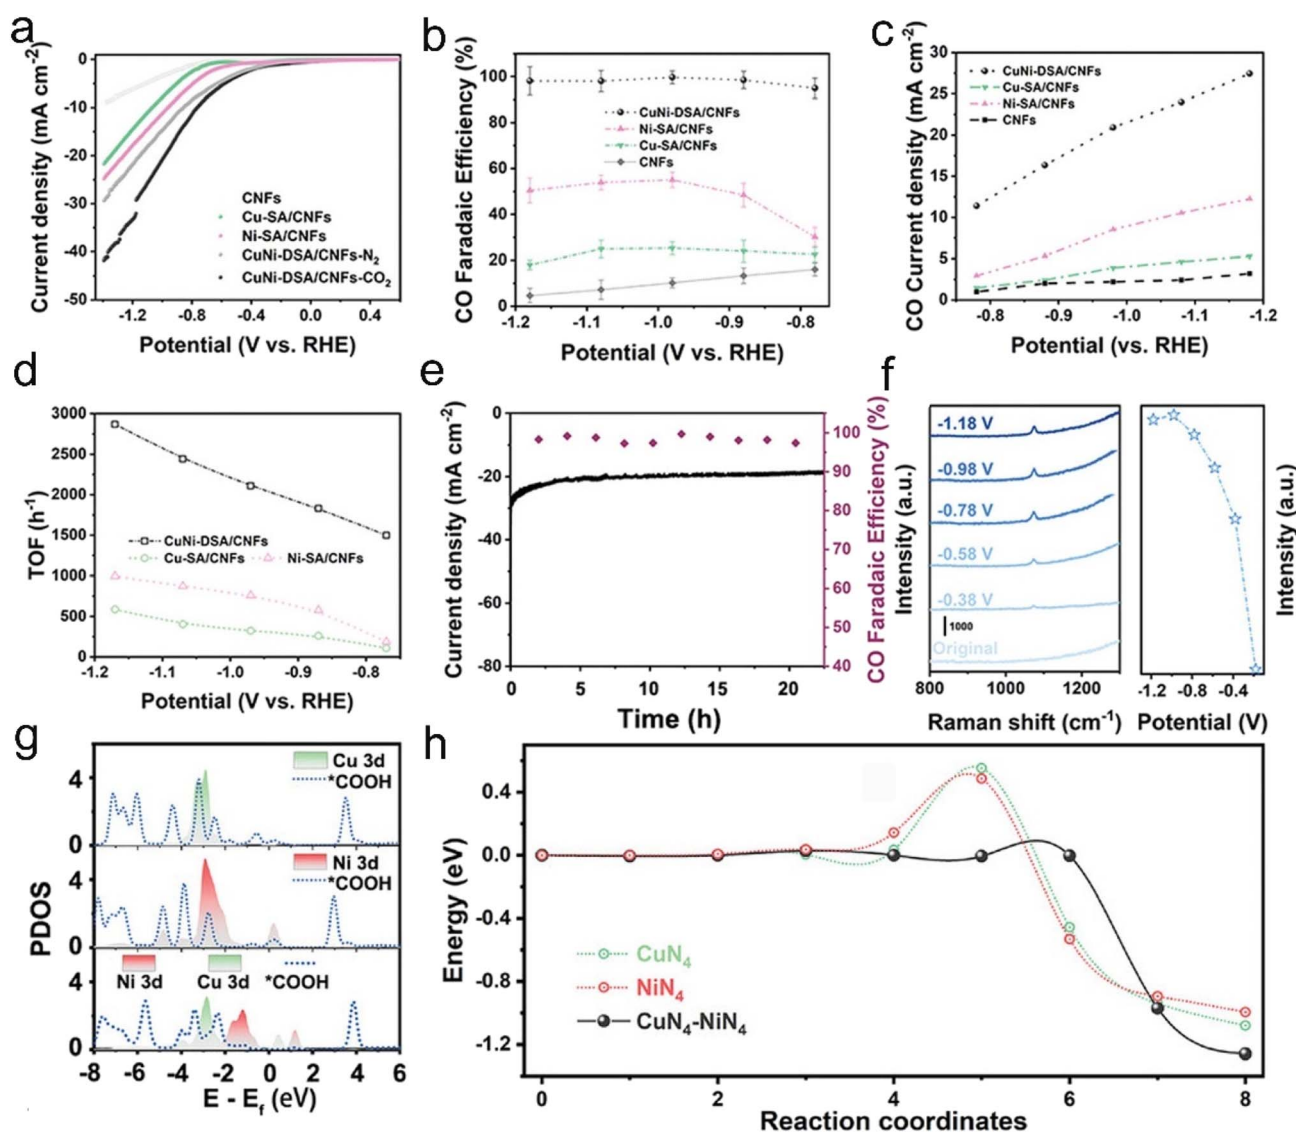 a
Current density (mA cm⁻²)
0
-10
-20
-30
-40
-50
CNFs
Cu-SA/CNFs
Ni-SA/CNFs
CuNi-DSA/CNFs-N₂
CuNi-DSA/CNFs-CO₂
-1.2 -0.8 -0.4 0.0 0.4
Potential (V vs. RHE)
b
CO Faradaic Efficiency (%)
100
80
60
40
20
0
CuNi-DSA/CNFs
Ni-SA/CNFs
Cu-SA/CNFs
CNFs
-1.2 -1.1 -1.0 -0.9 -0.8
Potential (V vs. RHE)
c
CO Current density (mA cm⁻²)
30
25
20
15
10
5
0
CuNi-DSA/CNFs
Cu-SA/CNFs
Ni-SA/CNFs
CNFs
-0.8 -0.9 -1.0 -1.1 -1.2
Potential (vs. RHE)
d
TOF (h⁻¹)
3000
2500
2000
1500
1000
500
0
CuNi-DSA/CNFs
Cu-SA/CNFs Ni-SA/CNFs
-1.2 -1.1 -1.0 -0.9 -0.8
Potential (V vs. RHE)
e
Current density (mA cm⁻²)
0
-20
-40
-60
-80
CO Faradaic Efficiency (%)
100
90
80
70
60
50
40
0 5 10 15 20
Time (h)
f
-1.18 V
-0.98 V
-0.78 V
-0.58 V
-0.38 V
1000
Original
Intensity (a.u.)
800 1000 1200
Raman shift (cm⁻¹)
Intensity (a.u.)
-1.2 -0.8 -0.4
Potential (V)
g
PDOS
4
0
Cu 3d
*COOH
4
0
Ni 3d
*COOH
4
0
Ni 3d Cu 3d *COOH
-8 -6 -4 -2 0 2 4 6
E - E_f (eV)
h
Energy (eV)
0.4
0.0
-0.4
-0.8
-1.2
CuN₄
NiN₄
CuN₄-NiN₄
0 2 4 6 8
Reaction coordinates